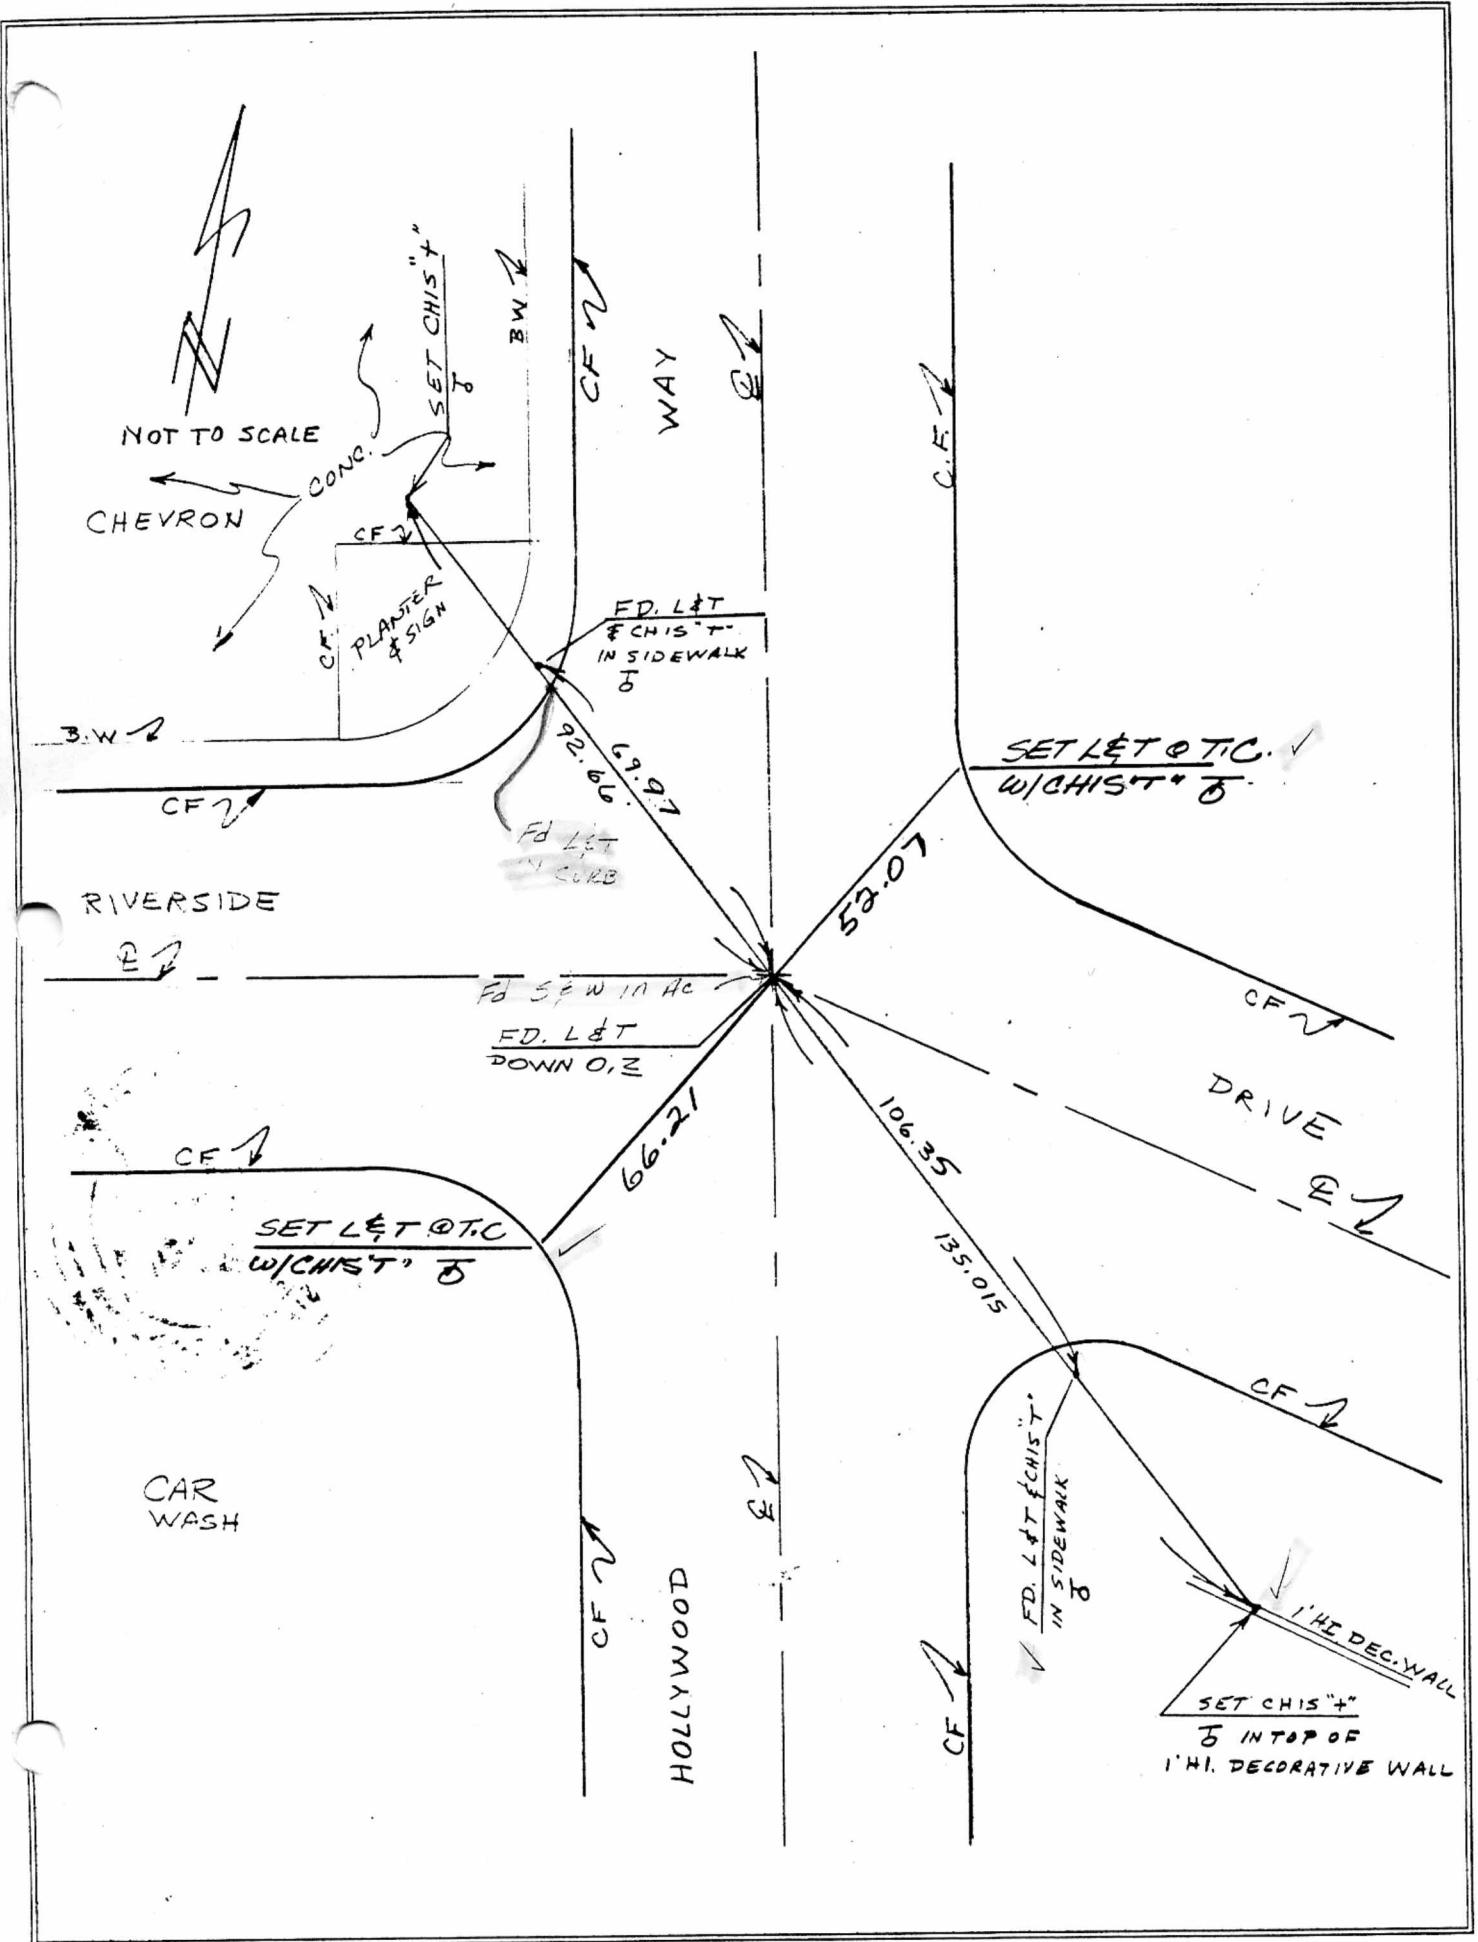 NOT TO SCALE
CHEVRON
CONC.
SET CHIS "+"
BW
CF
WAY
℄
C.F.
CF
CF
PLANTER
& SIGN
FD. L&T
& CHIS "T"
IN SIDEWALK
B.W
CF
92.66
69.97
SET L&T @ T.C.
W/CHIS "T"
52.07
Fd L&T
CURB
RIVERSIDE
℄
Fd S&W IN AC
FD. L&T
DOWN 0.2
CF
DRIVE
℄
CF
66.21
106.35
135.015
SET L&T @ T.C
W/CHIS "T"
CF
CAR
WASH
℄
FD. L&T & CHIS "T"
IN SIDEWALK
CF
HOLLYWOOD
CF
1' HI. DEC. WALL
SET CHIS "+"
IN TOP OF
1' HI. DECORATIVE WALL